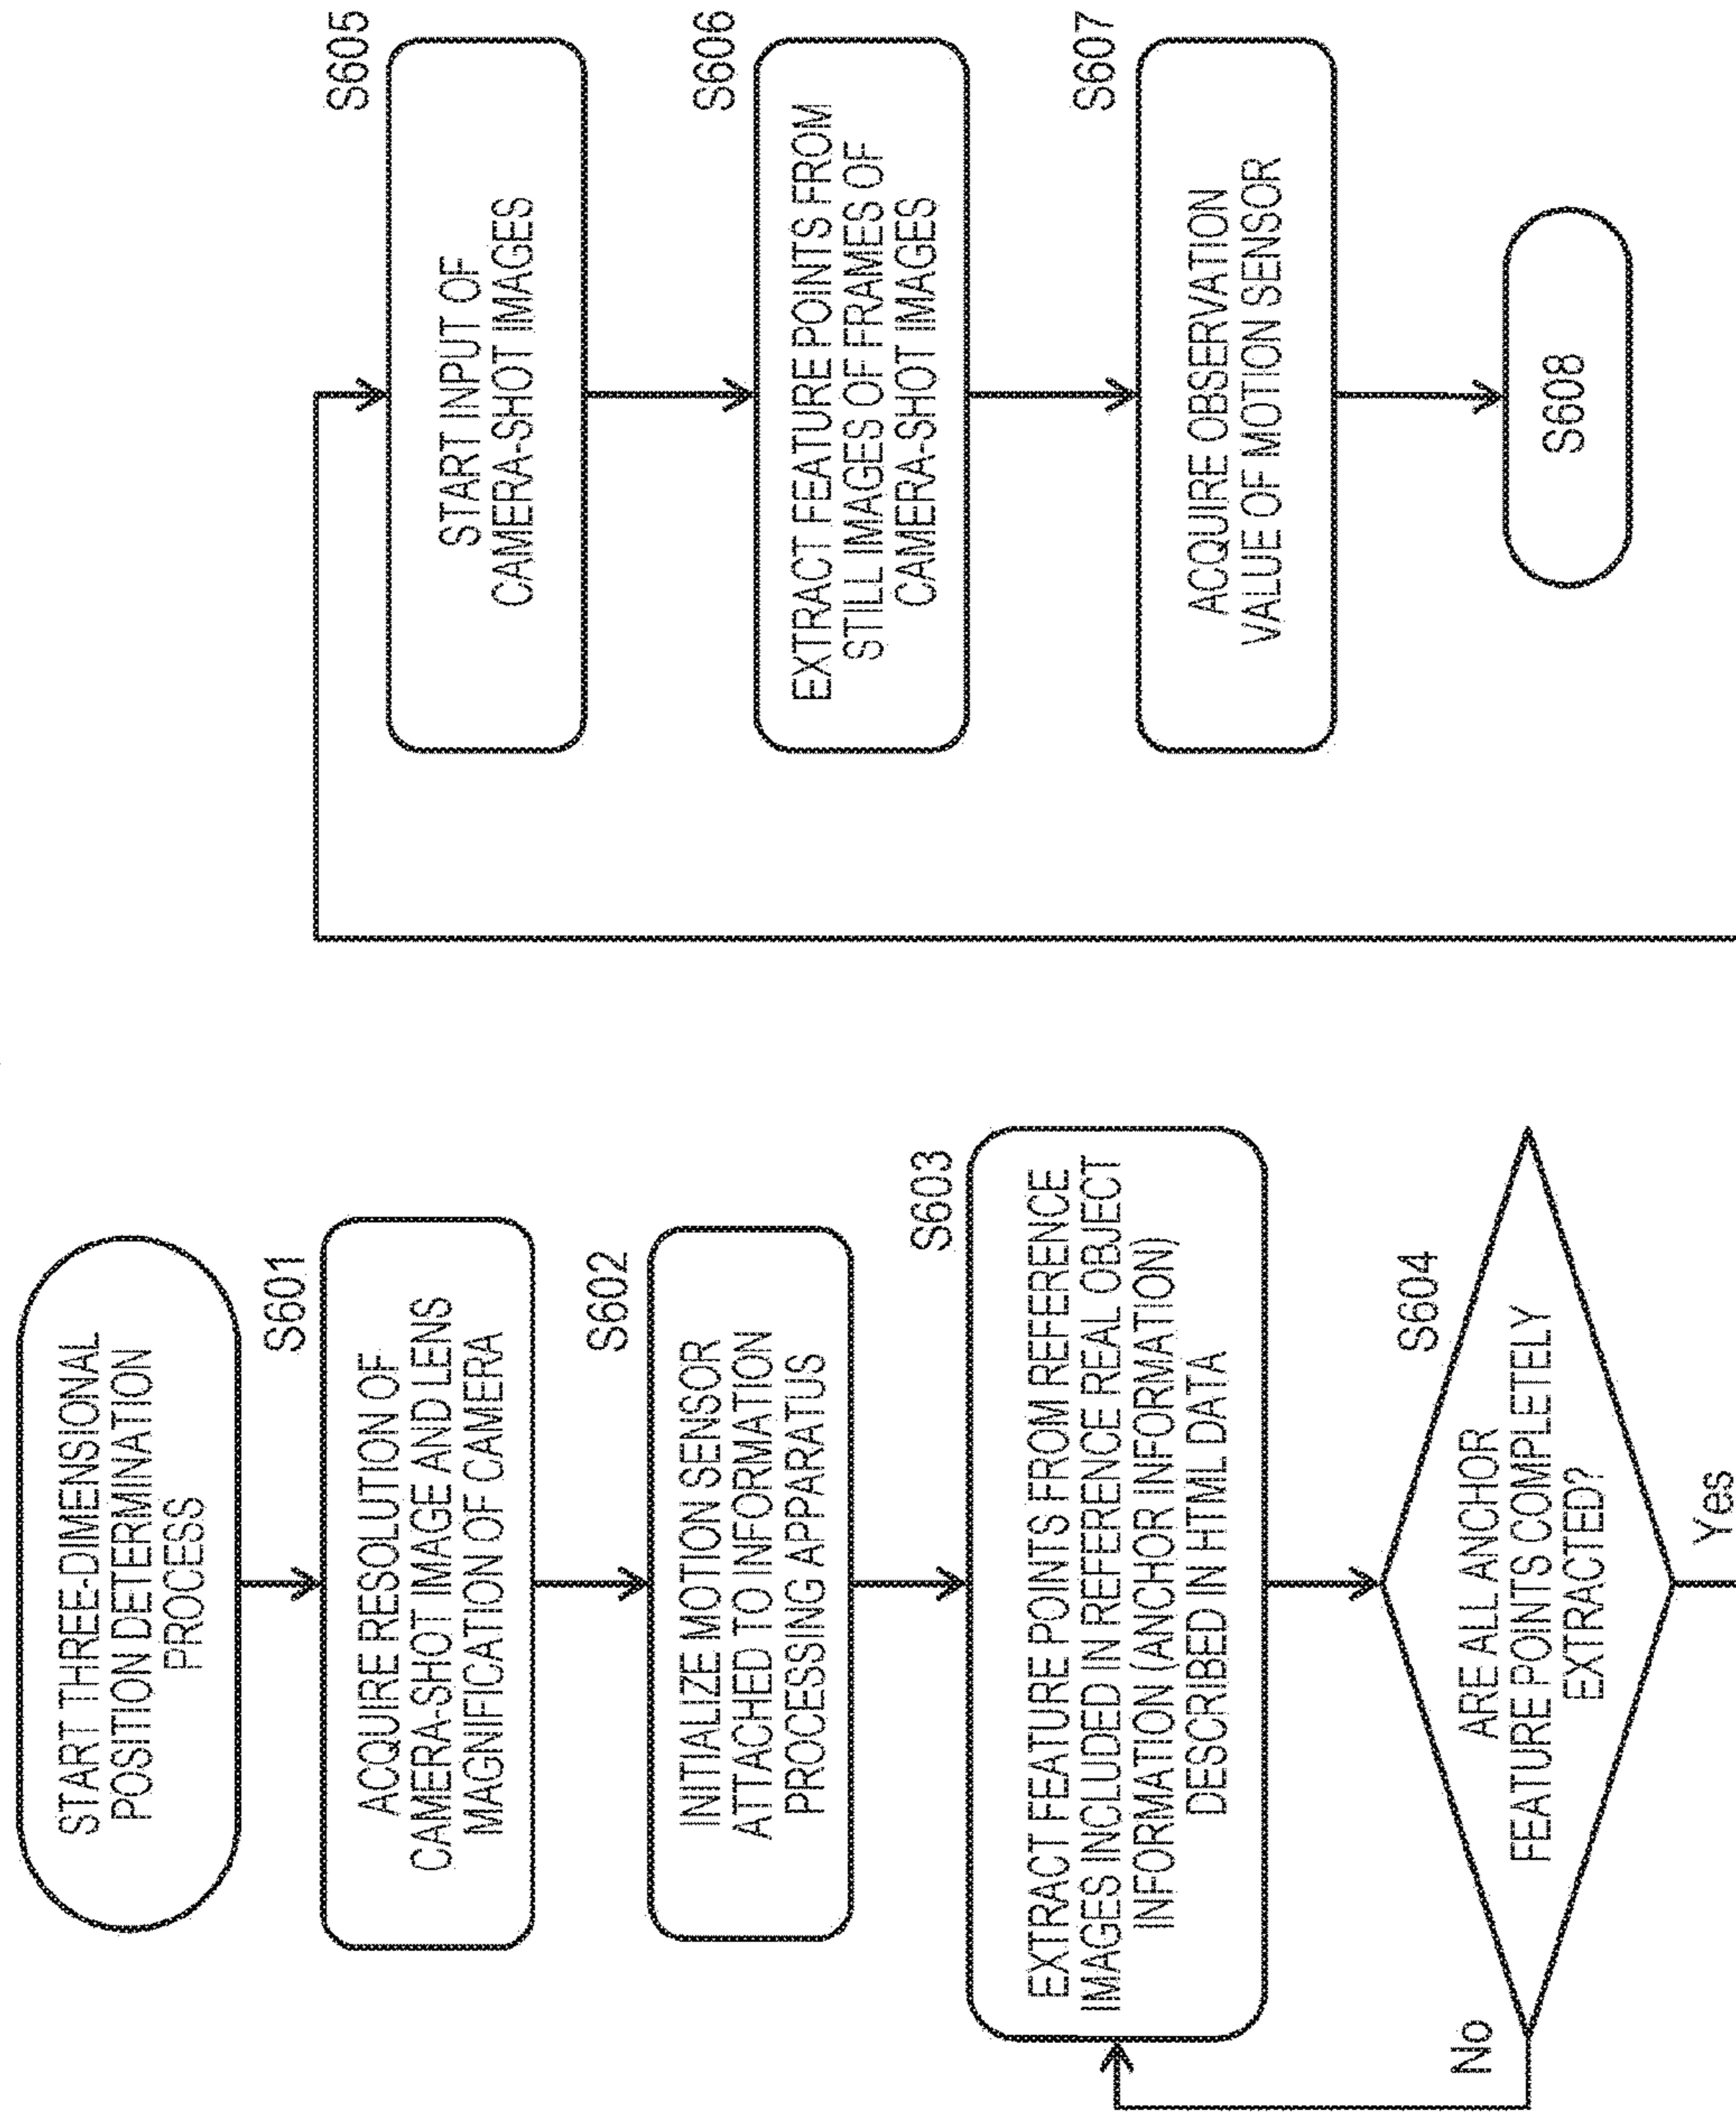 START THREE-DIMENSIONAL
POSITION DETERMINATION
PROCESS
S601
ACQUIRE RESOLUTION OF
CAMERA-SHOT IMAGE AND LENS
MAGNIFICATION OF CAMERA
S602
INITIALIZE MOTION SENSOR
ATTACHED TO INFORMATION
PROCESSING APPARATUS
S603
EXTRACT FEATURE POINTS FROM REFERENCE
IMAGES INCLUDED IN REFERENCE REAL OBJECT
INFORMATION (ANCHOR INFORMATION)
DESCRIBED IN HTML DATA
S604
ARE ALL ANCHOR
FEATURE POINTS COMPLETELY
EXTRACTED?
No
Yes
S605
START INPUT OF
CAMERA-SHOT IMAGES
S606
EXTRACT FEATURE POINTS FROM
STILL IMAGES OF FRAMES OF
CAMERA-SHOT IMAGES
S607
ACQUIRE OBSERVATION
VALUE OF MOTION SENSOR
S608